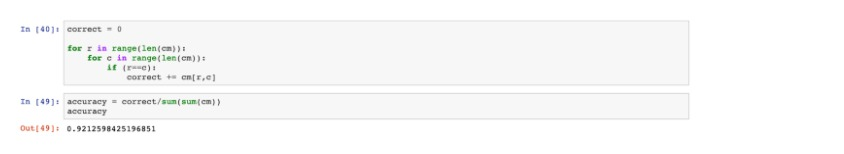 In [40]: correct = 0
for r in range(len(cm)):
    for c in range(len(cm)):
        if (r==c):
            correct += cm[r,c]
In [49]: accuracy = correct/sum(sum(cm))
accuracy
Out[49]: 0.9212598425196851